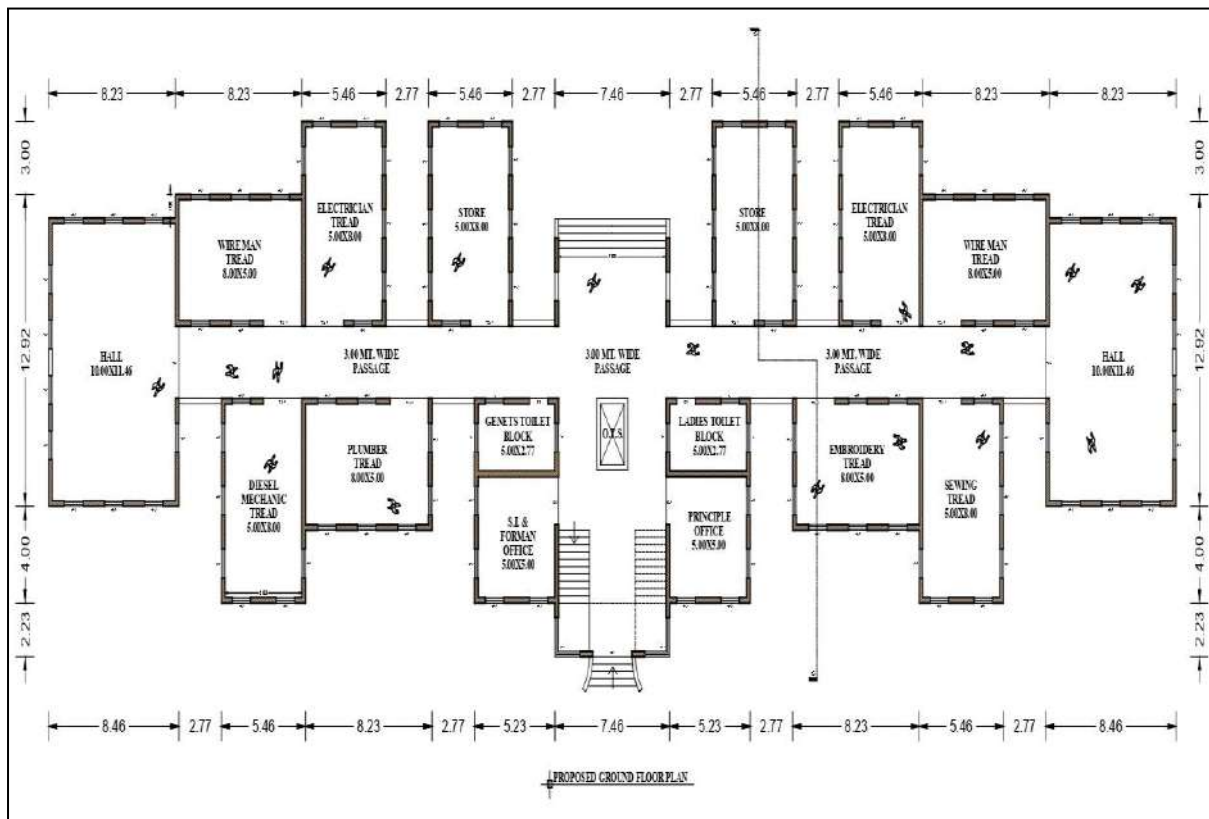 8.23
8.23
5.46
2.77
5.46
2.77
7.46
2.77
5.46
2.77
5.46
8.23
8.23
3.00
12.92
4.00
2.23
3.00
12.92
4.00
2.23
ELECTRICIAN
TREAD
5.00X8.00
STORE
5.00X8.00
STORE
5.00X8.00
ELECTRICIAN
TREAD
5.00X8.00
WIRE MAN
TREAD
8.00X5.00
WIRE MAN
TREAD
8.00X5.00
HALL
10.00X11.46
3.00 MT. WIDE
PASSAGE
3.00 MT. WIDE
PASSAGE
3.00 MT. WIDE
PASSAGE
HALL
10.00X11.46
GENETS TOILET
BLOCK
5.00X2.77
O.T.S.
LADIES TOILET
BLOCK
5.00X2.77
PLUMBER
TREAD
8.00X5.00
EMBROIDERY
TREAD
8.00X5.00
DIESEL
MECHANIC
TREAD
5.00X8.00
SEWING
TREAD
5.00X8.00
S.I. &
FORMAN
OFFICE
5.00X5.00
PRINCIPLE
OFFICE
5.00X5.00
8.46
2.77
5.46
8.23
2.77
5.23
7.46
5.23
2.77
8.23
5.46
2.77
8.46
PROPOSED GROUND FLOOR PLAN